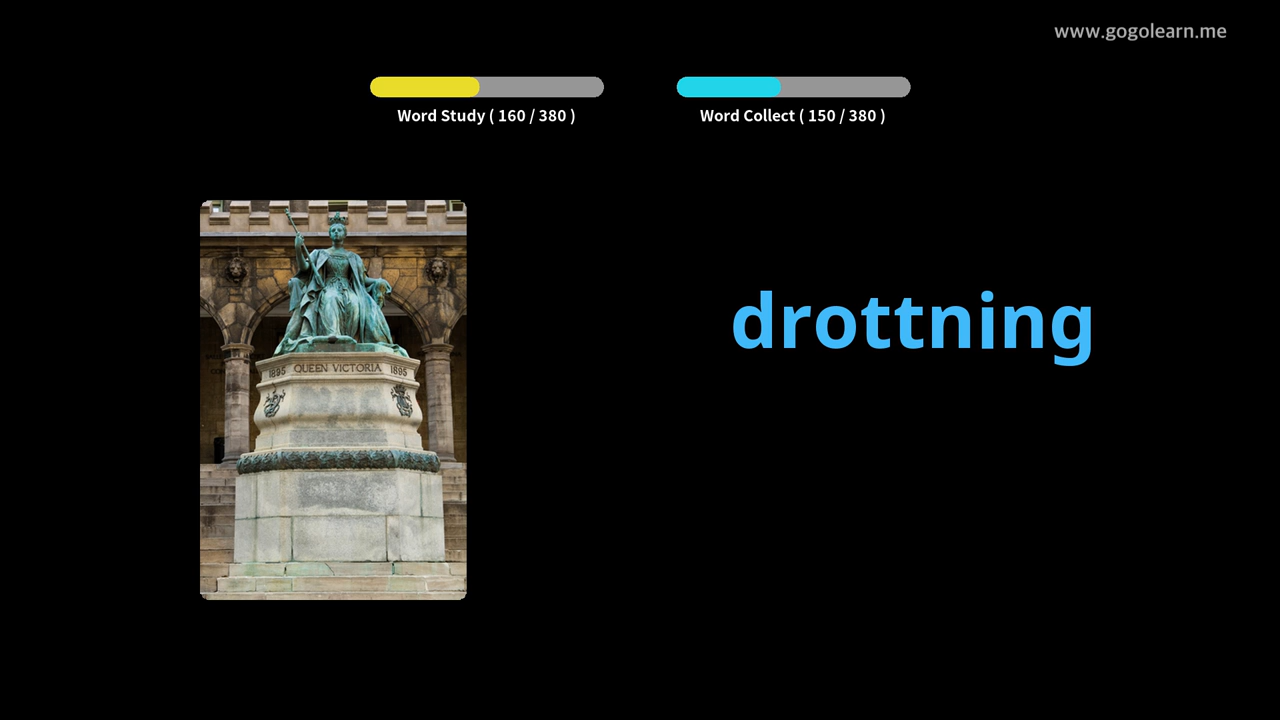 www.gogolearn.me
Word Study ( 160 / 380 )
Word Collect ( 150 / 380 )
drottning
1895 QUEEN VICTORIA 1895